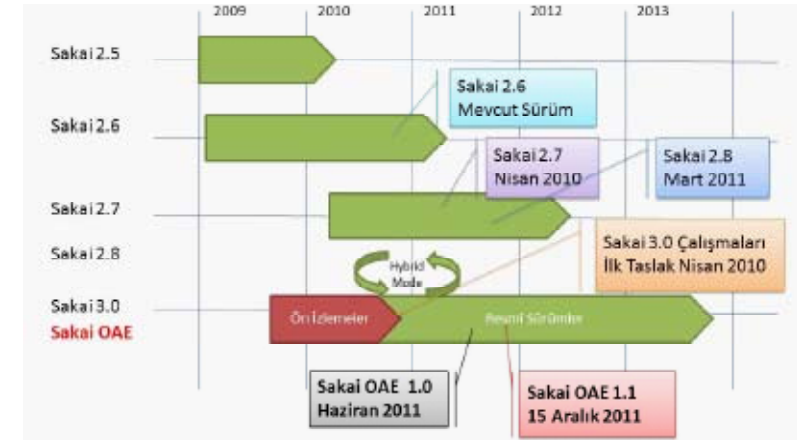 2009 2010 2011 2012 2013
Sakai 2.5
Sakai 2.6
Mevcut Sürüm
Sakai 2.6
Sakai 2.7
Nisan 2010
Sakai 2.8
Mart 2011
Sakai 2.7
Sakai 2.8
Sakai 3.0 Çalışmaları
İlk Taslak Nisan 2010
Hybrid
Mode
Sakai 3.0
Sakai OAE
Ön İzlemeler
Resmi Sürümler
Sakai OAE 1.0
Haziran 2011
Sakai OAE 1.1
15 Aralık 2011